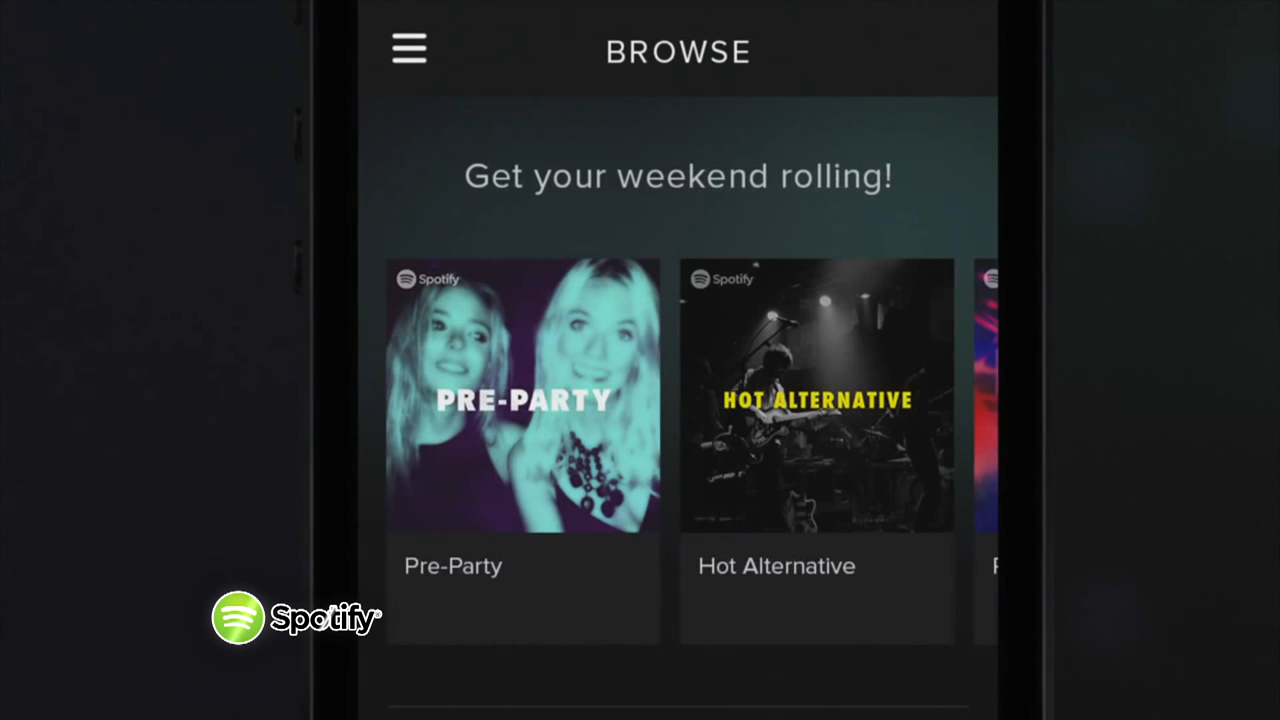 BROWSE
Get your weekend rolling!
Spotify
Spotify
PRE-PARTY
HOT ALTERNATIVE
Pre-Party
Hot Alternative
Spotify®